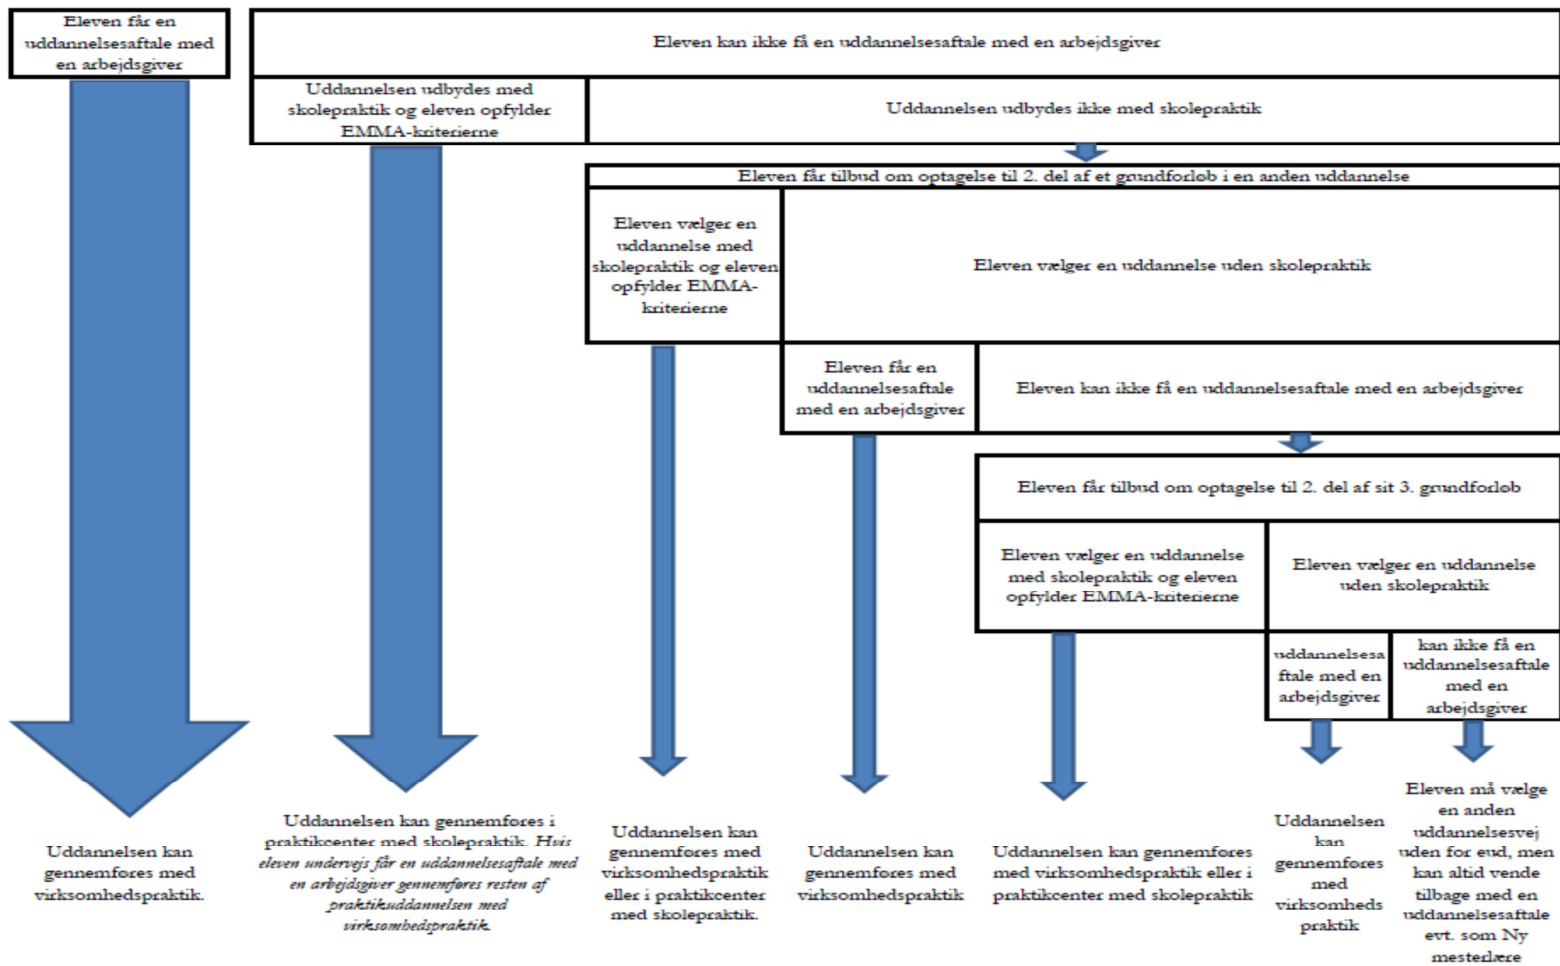 Eleven får en
uddannelsesaftale med
en arbejdsgiver
Eleven kan ikke få en uddannelsesaftale med en arbejdsgiver
Uddannelsen udbydes med
skolepraktik og eleven opfylder
EMMA-kriterierne
Uddannelsen udbydes ikke med skolepraktik
Eleven får tilbud om optagelse til 2. del af et grundforløb i en anden uddannelse
Eleven vælger en
uddannelse med
skolepraktik og eleven
opfylder EMMA-
kriterierne
Eleven vælger en uddannelse uden skolepraktik
Eleven får en
uddannelsesaftale
med en arbejdsgiver
Eleven kan ikke få en uddannelsesaftale med en arbejdsgiver
Eleven får tilbud om optagelse til 2. del af sit 3. grundforløb
Eleven vælger en uddannelse
med skolepraktik og eleven
opfylder EMMA-kriterierne
Eleven vælger en uddannelse
uden skolepraktik
uddannelsesa
ftale med en
arbejdsgiver
kan ikke få en
uddannelsesaftale
med en
arbejdsgiver
Uddannelsen kan
gennemføres med
virksomhedspraktik.
Uddannelsen kan gennemføres i
praktikcenter med skolepraktik. Hvis
eleven undervejs får en uddannelsesaftale med
en arbejdsgiver gennemføres resten af
praktikuddannelsen med
virksomhedspraktik.
Uddannelsen kan
gennemføres med
virksomhedspraktik
eller i praktikcenter
med skolepraktik.
Uddannelsen kan
gennemføres med
virksomhedspraktik
Uddannelsen kan gennemføres
med virksomhedspraktik eller i
praktikcenter med skolepraktik
Uddannelsen
kan
gennemføres
med
virksomheds
praktik
Eleven må vælge
en anden
uddannelsesvej
uden for eud, men
kan altid vende
tilbage med en
uddannelsesaftale
evt. som Ny
mesterlære